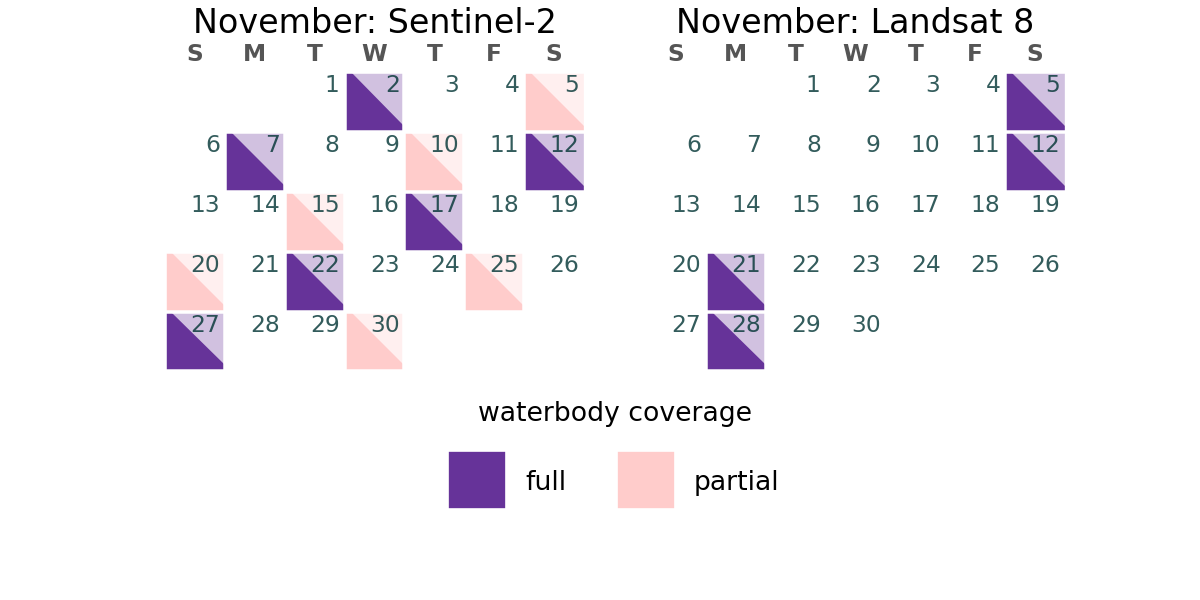 November: Sentinel-2
S M T W T F S
1 2 3 4 5
6 7 8 9 10 11 12
13 14 15 16 17 18 19
20 21 22 23 24 25 26
27 28 29 30
November: Landsat 8
S M T W T F S
1 2 3 4 5
6 7 8 9 10 11 12
13 14 15 16 17 18 19
20 21 22 23 24 25 26
27 28 29 30
waterbody coverage
full
partial